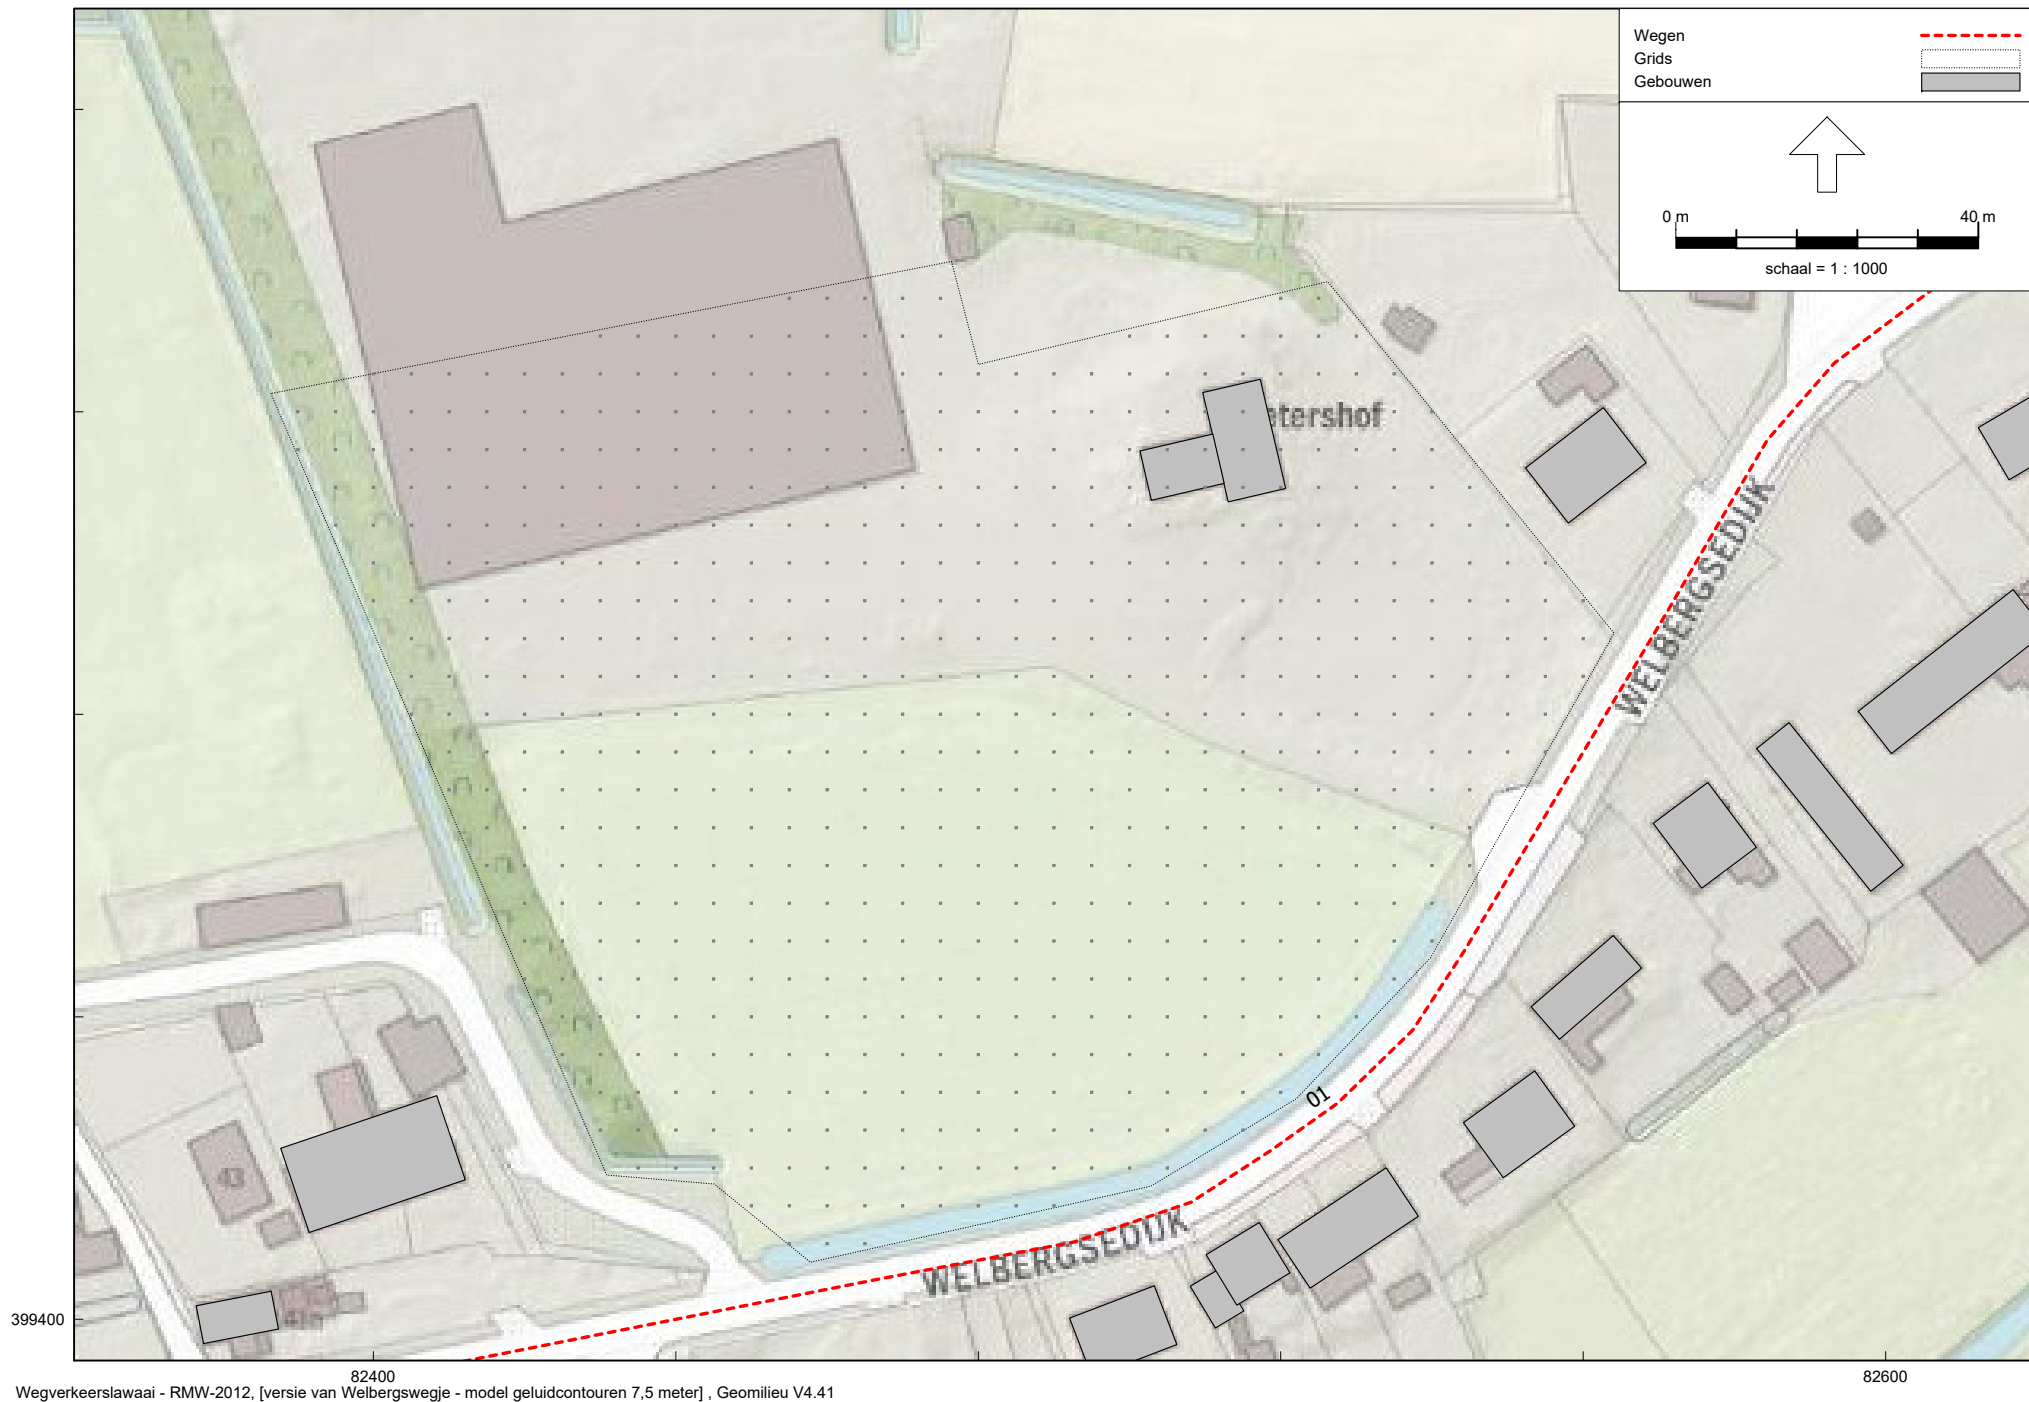 Wegen
Grids
Gebouwen
0 m 40 m
schaal = 1 : 1000
etershof
WELBERGSEDIJK
01
WELBERGSEDIJK
43
399400
82400 82600
Wegverkeerslawaai - RMW-2012, [versie van Welbergswegje - model geluidcontouren 7,5 meter] , Geomilieu V4.41